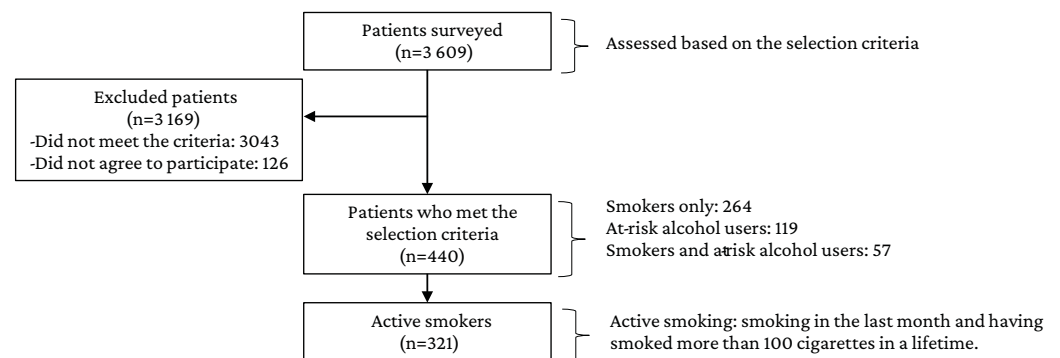 Patients surveyed
(n=3 609)
Assessed based on the selection criteria
Excluded patients
(n=3 169)
-Did not meet the criteria: 3043
-Did not agree to participate: 126
Patients who met the
selection criteria
(n=440)
Smokers only: 264
At-risk alcohol users: 119
Smokers and at-risk alcohol users: 57
Active smokers
(n=321)
Active smoking: smoking in the last month and having
smoked more than 100 cigarettes in a lifetime.